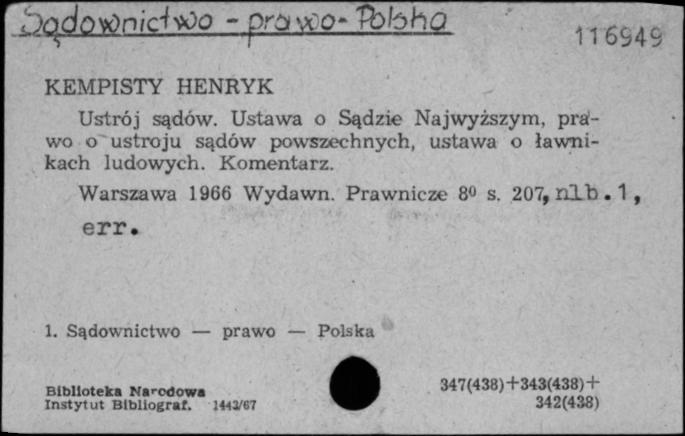 Sądownictwo - prawo - Polska
116949
KEMPISTY HENRYK
Ustrój sądów. Ustawa o Sądzie Najwyższym, pra-
wo o ustroju sądów powszechnych, ustawa o ławni-
kach ludowych. Komentarz.
Warszawa 1966 Wydawn. Prawnicze 8⁰ s. 207, nlb.1,
err.
1. Sądownictwo — prawo — Polska
Biblioteka Narodowa
Instytut Bibliograf. 1443/67
347(438)+343(438)+
342(438)